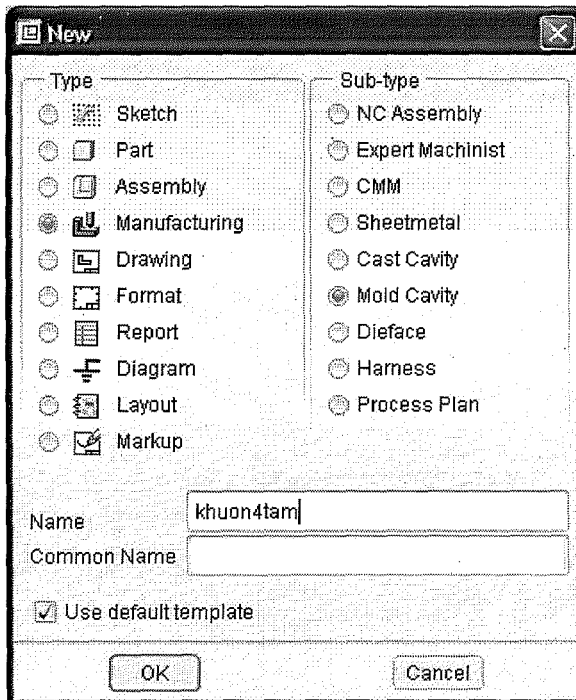 New
Type
Sketch
Part
Assembly
Manufacturing
Drawing
Format
Report
Diagram
Layout
Markup
Sub-type
NC Assembly
Expert Machinist
CMM
Sheetmetal
Cast Cavity
Mold Cavity
Dieface
Harness
Process Plan
Name khuon4tam
Common Name
Use default template
OK Cancel